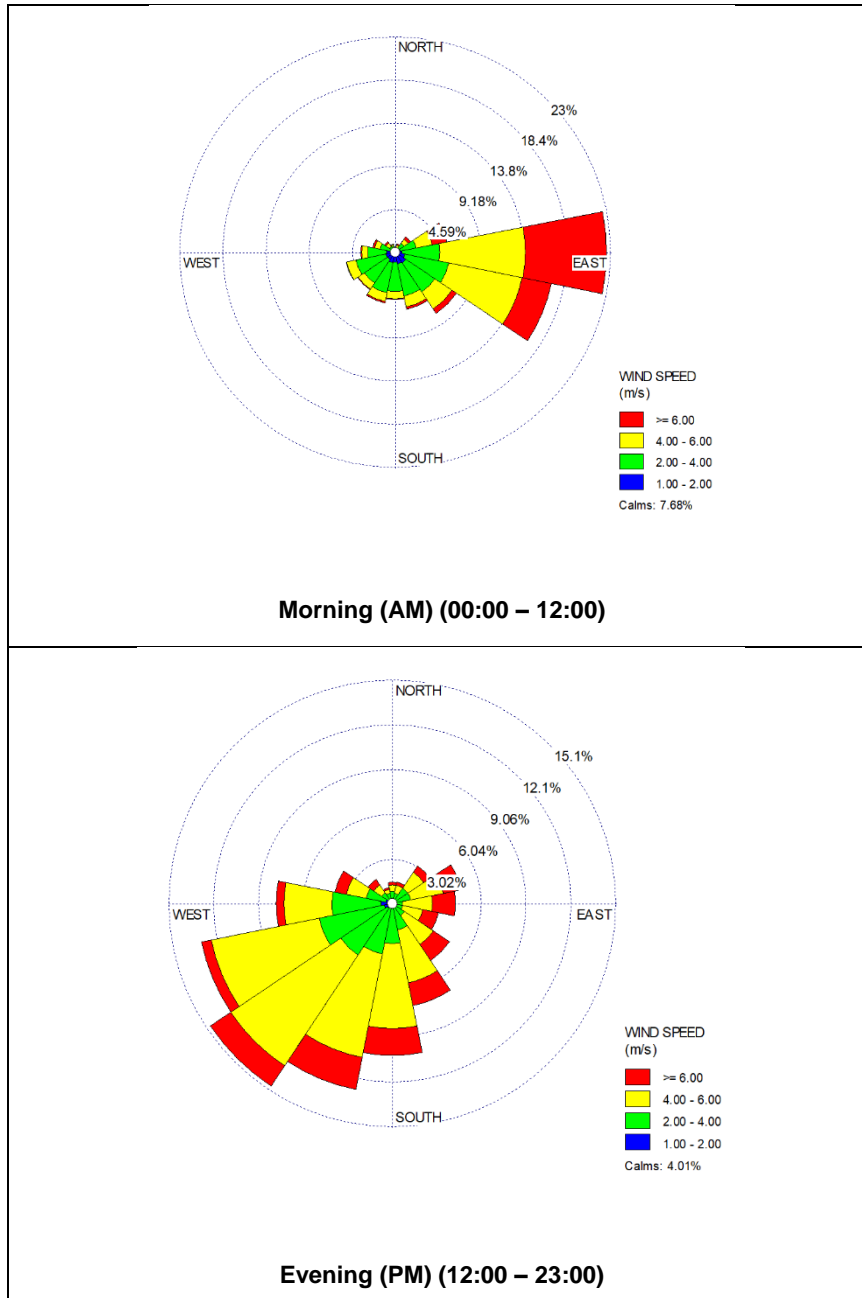 NORTH
23%
18.4%
13.8%
9.18%
4.59%
WEST
EAST
WIND SPEED
(m/s)
>= 6.00
4.00 - 6.00
2.00 - 4.00
1.00 - 2.00
SOUTH
Calms: 7.68%
Morning (AM) (00:00 – 12:00)
NORTH
15.1%
12.1%
9.06%
6.04%
3.02%
WEST
EAST
WIND SPEED
(m/s)
>= 6.00
4.00 - 6.00
2.00 - 4.00
SOUTH
1.00 - 2.00
Calms: 4.01%
Evening (PM) (12:00 – 23:00)